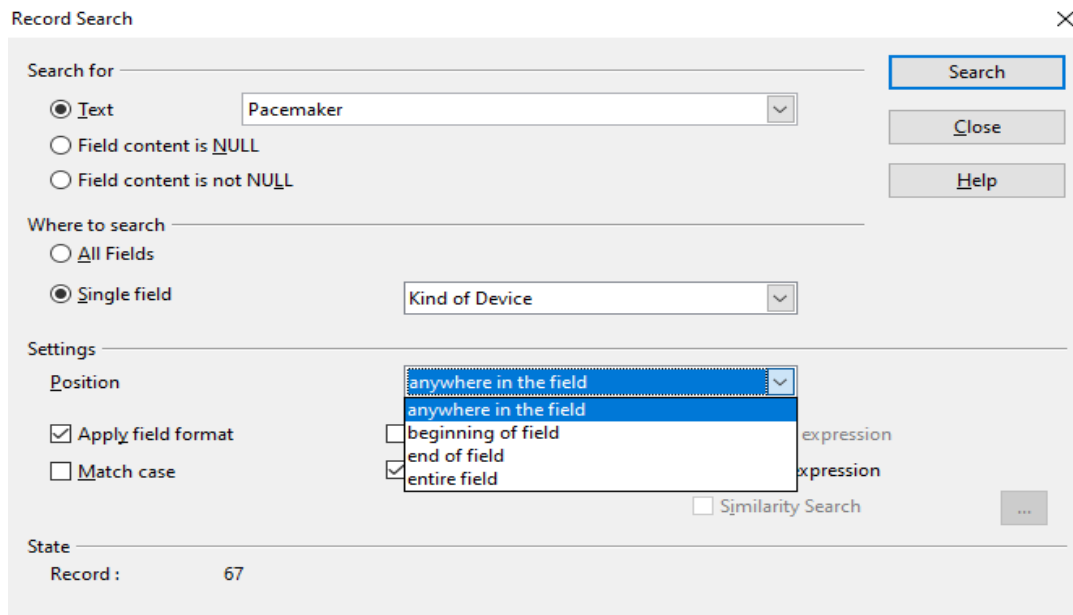 Record Search
Search for
Search
Text Pacemaker
Close
Field content is NULL
Field content is not NULL
Help
Where to search
All Fields
Single field Kind of Device
Settings
Position anywhere in the field
anywhere in the field
Apply field format beginning of field expression
end of field
Match case entire field xpression
Similarity Search ...
State
Record : 67